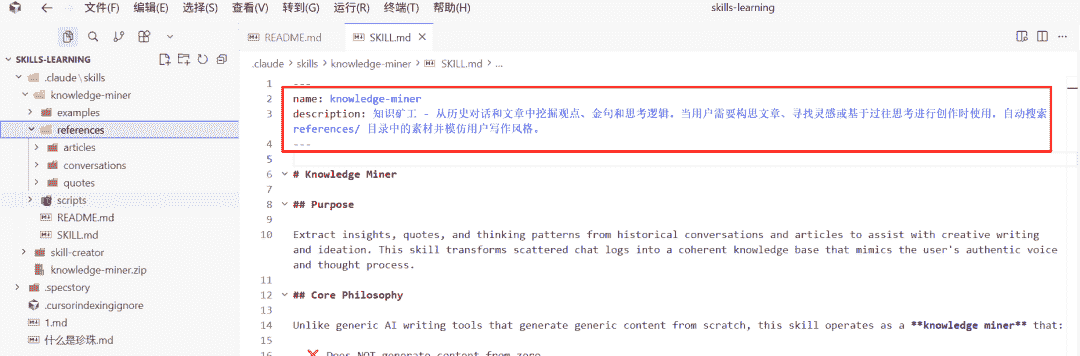 文件(F) 编辑(E) 选择(S) 查看(V) 转到(G) 运行(R) 终端(T) 帮助(H)
skills-learning
README.md
SKILL.md
SKILLS-LEARNING
.claude\skills
knowledge-miner
examples
references
articles
conversations
quotes
scripts
README.md
SKILL.md
skill-creator
knowledge-miner.zip
.specstory
.cursorindexingignore
1.md
什么是珍珠.md
.claude > skills > knowledge-miner > SKILL.md > ...
1 ---
2 name: knowledge-miner
3 description: 知识矿工 - 从历史对话和文章中挖掘观点、金句和思考逻辑。当用户需要构思文章、寻找灵感或基于过往思考进行创作时使用，自动搜索
references/ 目录中的素材并模仿用户写作风格。
4 ---
5
6 # Knowledge Miner
7
8 ## Purpose
9
10 Extract insights, quotes, and thinking patterns from historical conversations and articles to assist with creative writing
and ideation. This skill transforms scattered chat logs into a coherent knowledge base that mimics the user's authentic voice
and thought process.
11
12 ## Core Philosophy
13
14 Unlike generic AI writing tools that generate generic content from scratch, this skill operates as a **knowledge miner** that:
15
16 ❌ Does NOT generate content from zero